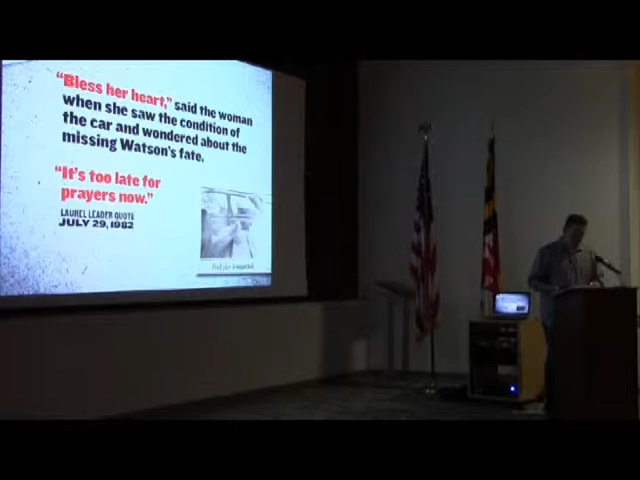 "Bless her heart," said the woman
when she saw the condition of
the car and wondered about the
missing Watson's fate.
"It's too late for
prayers now."
LAUREL LEADER QUOTE
JULY 29, 1982